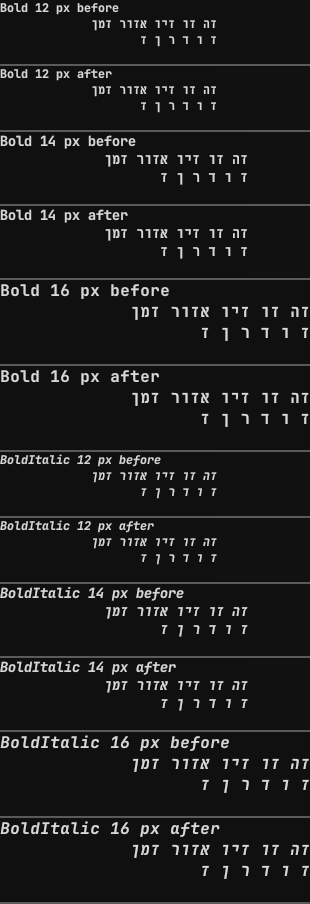 Bold 12 px before
זה זו זיו אזור זמן
ז ו ד ר ן ז
Bold 12 px after
זה זו זיו אזור זמן
ז ו ד ר ן ז
Bold 14 px before
זה זו זיו אזור זמן
ז ו ד ר ן ז
Bold 14 px after
זה זו זיו אזור זמן
ז ו ד ר ן ז
Bold 16 px before
זה זו זיו אזור זמן
ז ו ד ר ן ז
Bold 16 px after
זה זו זיו אזור זמן
ז ו ד ר ן ז
BoldItalic 12 px before
זה זו זיו אזור זמן
ז ו ד ר ן ז
BoldItalic 12 px after
זה זו זיו אזור זמן
ז ו ד ר ן ז
BoldItalic 14 px before
זה זו זיו אזור זמן
ז ו ד ר ן ז
BoldItalic 14 px after
זה זו זיו אזור זמן
ז ו ד ר ן ז
BoldItalic 16 px before
זה זו זיו אזור זמן
ז ו ד ר ן ז
BoldItalic 16 px after
זה זו זיו אזור זמן
ז ו ד ר ן ז